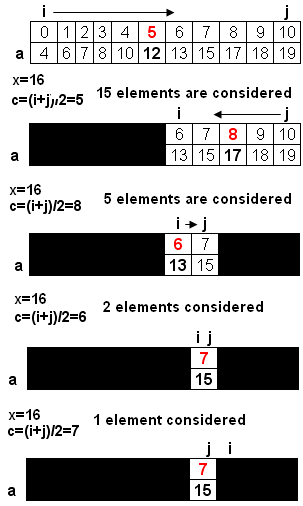 i j
0 1 2 3 4 5 6 7 8 9 10
a 4 6 7 8 10 12 13 15 17 18 19
x=16
c=(i+j)/2=5 15 elements are considered
i j
6 7 8 9 10
a 13 15 17 18 19
x=16
c=(i+j)/2=8 5 elements are considered
i j
6 7
a 13 15
x=16
c=(i+j)/2=6 2 elements considered
i j
7
a 15
x=16
c=(i+j)/2=7 1 element considered
j i
7
a 15